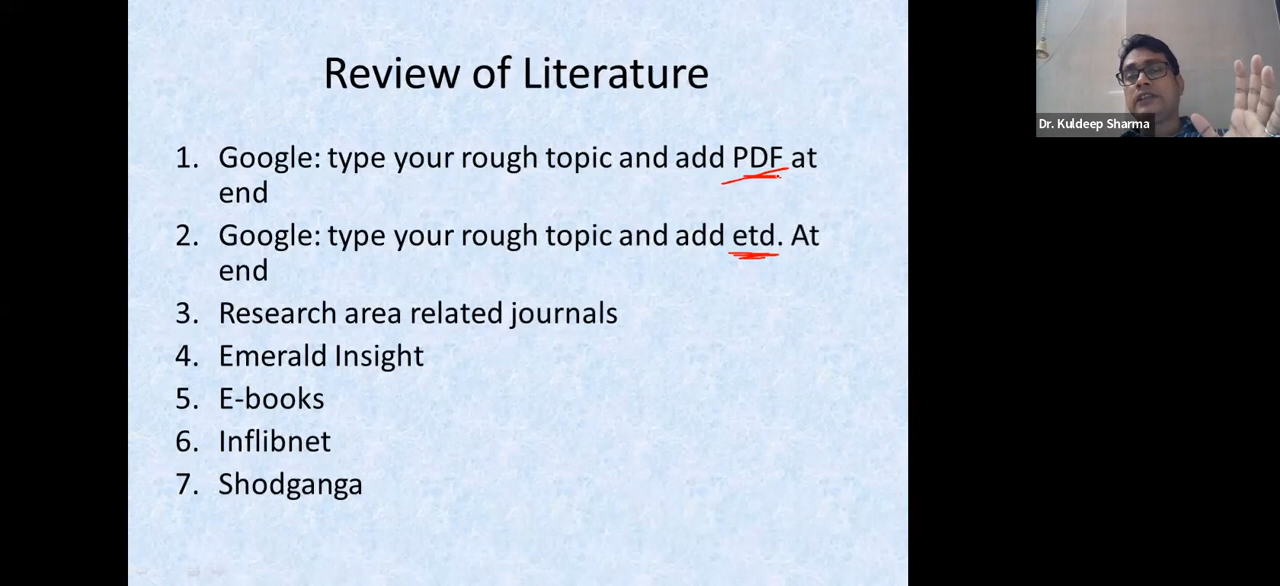 Review of Literature
1. Google: type your rough topic and add PDF at
end
2. Google: type your rough topic and add etd. At
end
3. Research area related journals
4. Emerald Insight
5. E-books
6. Inflibnet
7. Shodganga
Dr. Kuldeep Sharma